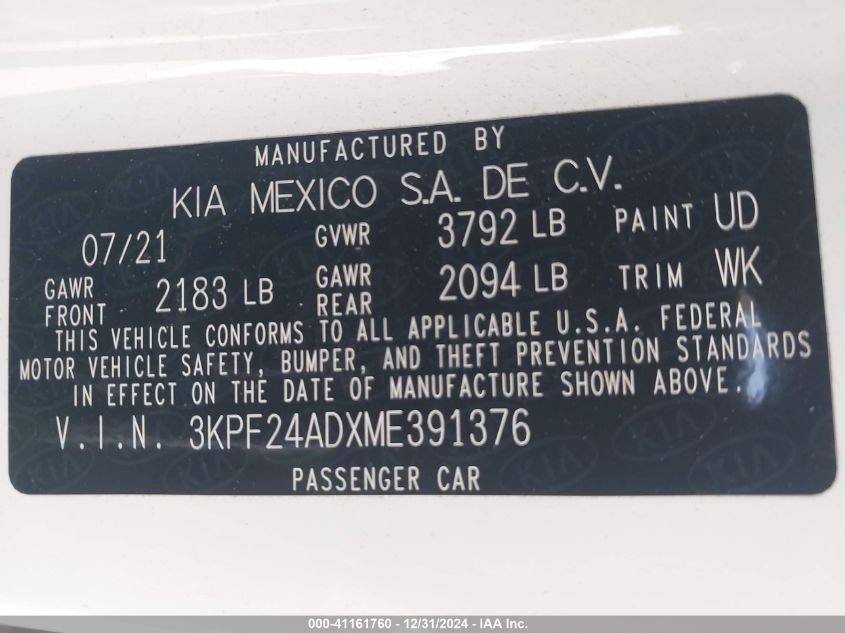 MANUFACTURED BY
KIA MEXICO S.A. DE C.V.
07/21 GVWR 3792 LB PAINT UD
GAWR FRONT 2183 LB GAWR REAR 2094 LB TRIM WK
THIS VEHICLE CONFORMS TO ALL APPLICABLE U.S.A. FEDERAL
MOTOR VEHICLE SAFETY, BUMPER, AND THEFT PREVENTION STANDARDS
IN EFFECT ON THE DATE OF MANUFACTURE SHOWN ABOVE.
V.I.N. 3KPF24ADXME391376
PASSENGER CAR
000-41161760 - 12/31/2024 - IAA Inc.